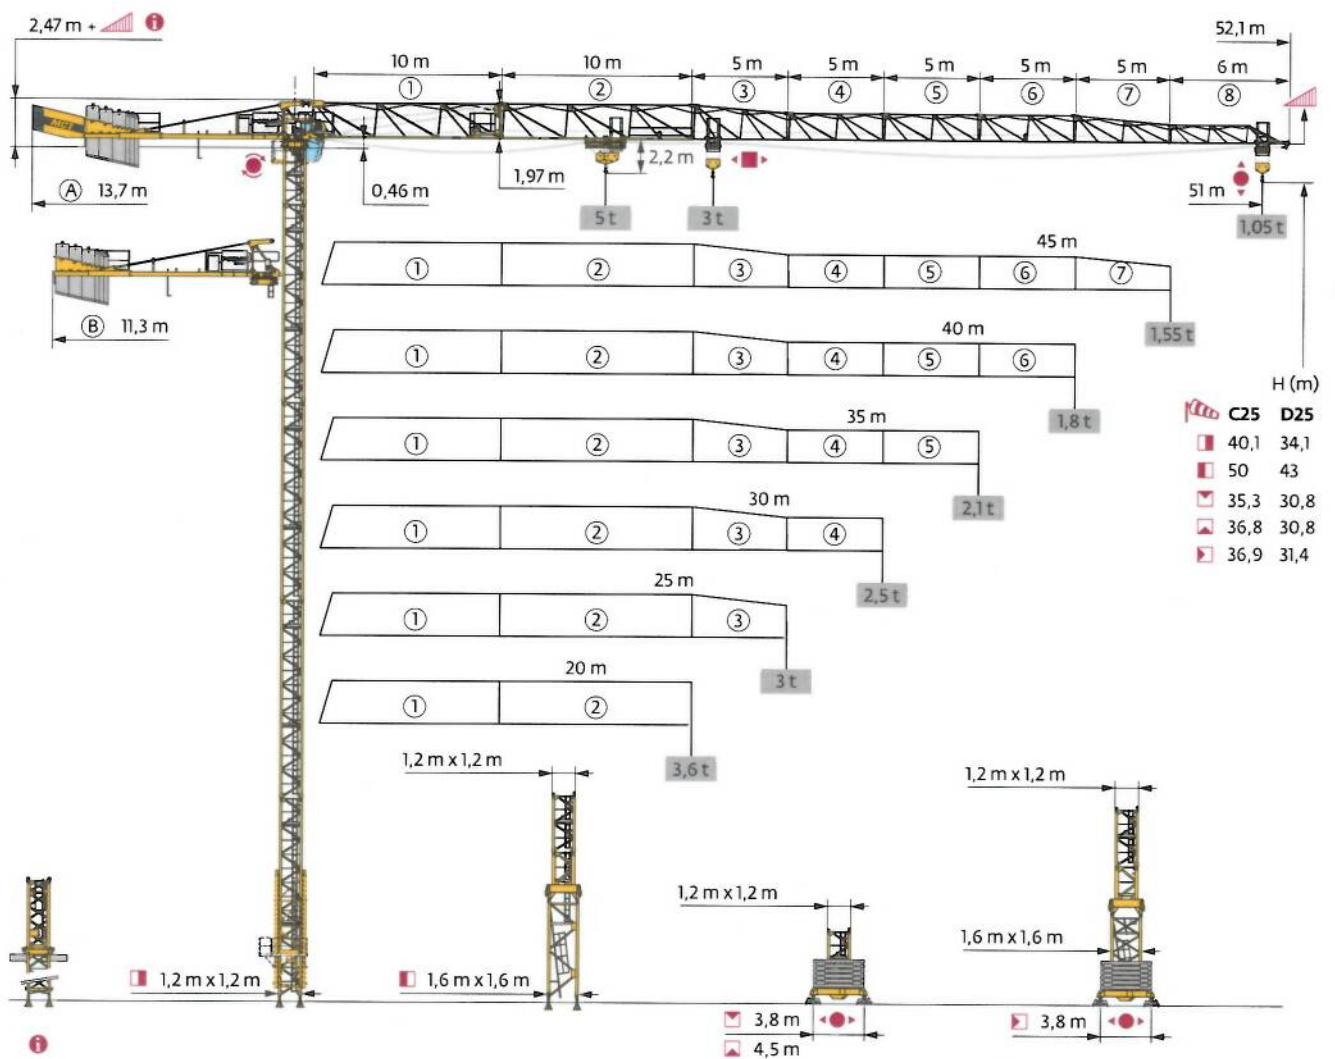 2,47 m +
i
52,1 m
10 m 10 m 5 m 5 m 5 m 5 m 5 m 6 m
① ② ③ ④ ⑤ ⑥ ⑦ ⑧
MCT
2,2 m
Ⓐ 13,7 m
0,46 m
1,97 m
51 m
5 t
3 t
1,05 t
45 m
① ② ③ ④ ⑤ ⑥ ⑦
Ⓑ 11,3 m
1,55 t
40 m
① ② ③ ④ ⑤ ⑥
1,8 t
H (m)
C25 D25
40,1 34,1
50 43
35,3 30,8
36,8 30,8
36,9 31,4
35 m
① ② ③ ④ ⑤
2,1 t
30 m
① ② ③ ④
2,5 t
25 m
① ② ③
3 t
20 m
① ②
3,6 t
1,2 m x 1,2 m
1,2 m x 1,2 m
1,2 m x 1,2 m
1,6 m x 1,6 m
1,2 m x 1,2 m
1,6 m x 1,6 m
3,8 m
4,5 m
3,8 m
i